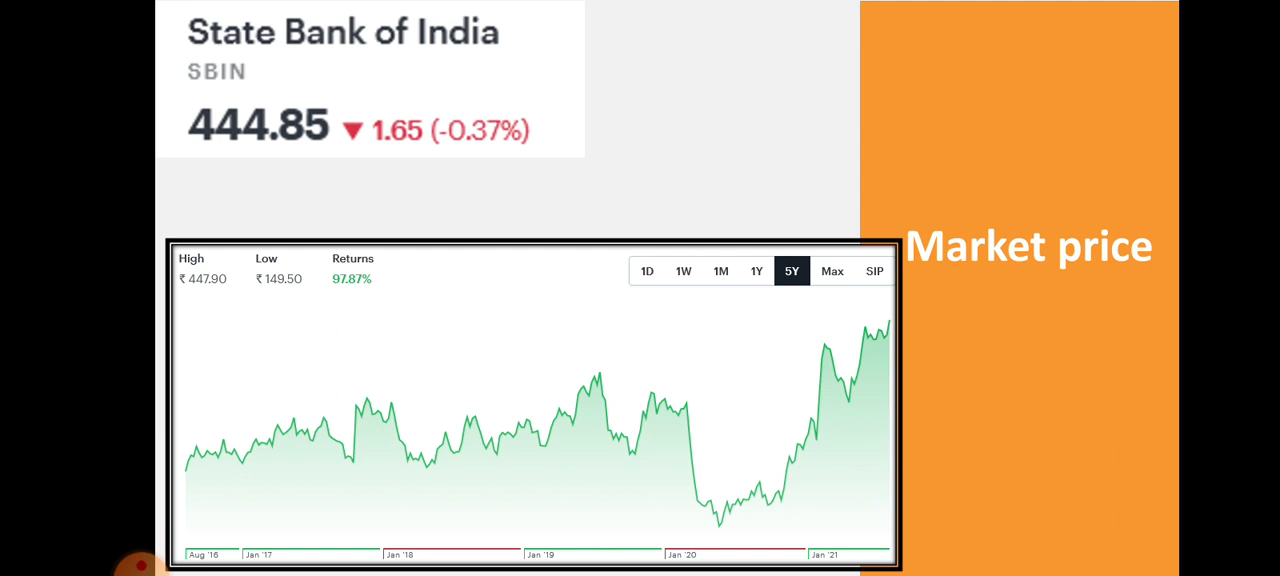 State Bank of India
SBIN
444.85 ▼ 1.65 (-0.37%)
Market price
High Low Returns
₹ 447.90 ₹ 149.50 97.87%
1D 1W 1M 1Y 5Y Max SIP
Aug '16 Jan '17 Jan '18 Jan '19 Jan '20 Jan '21